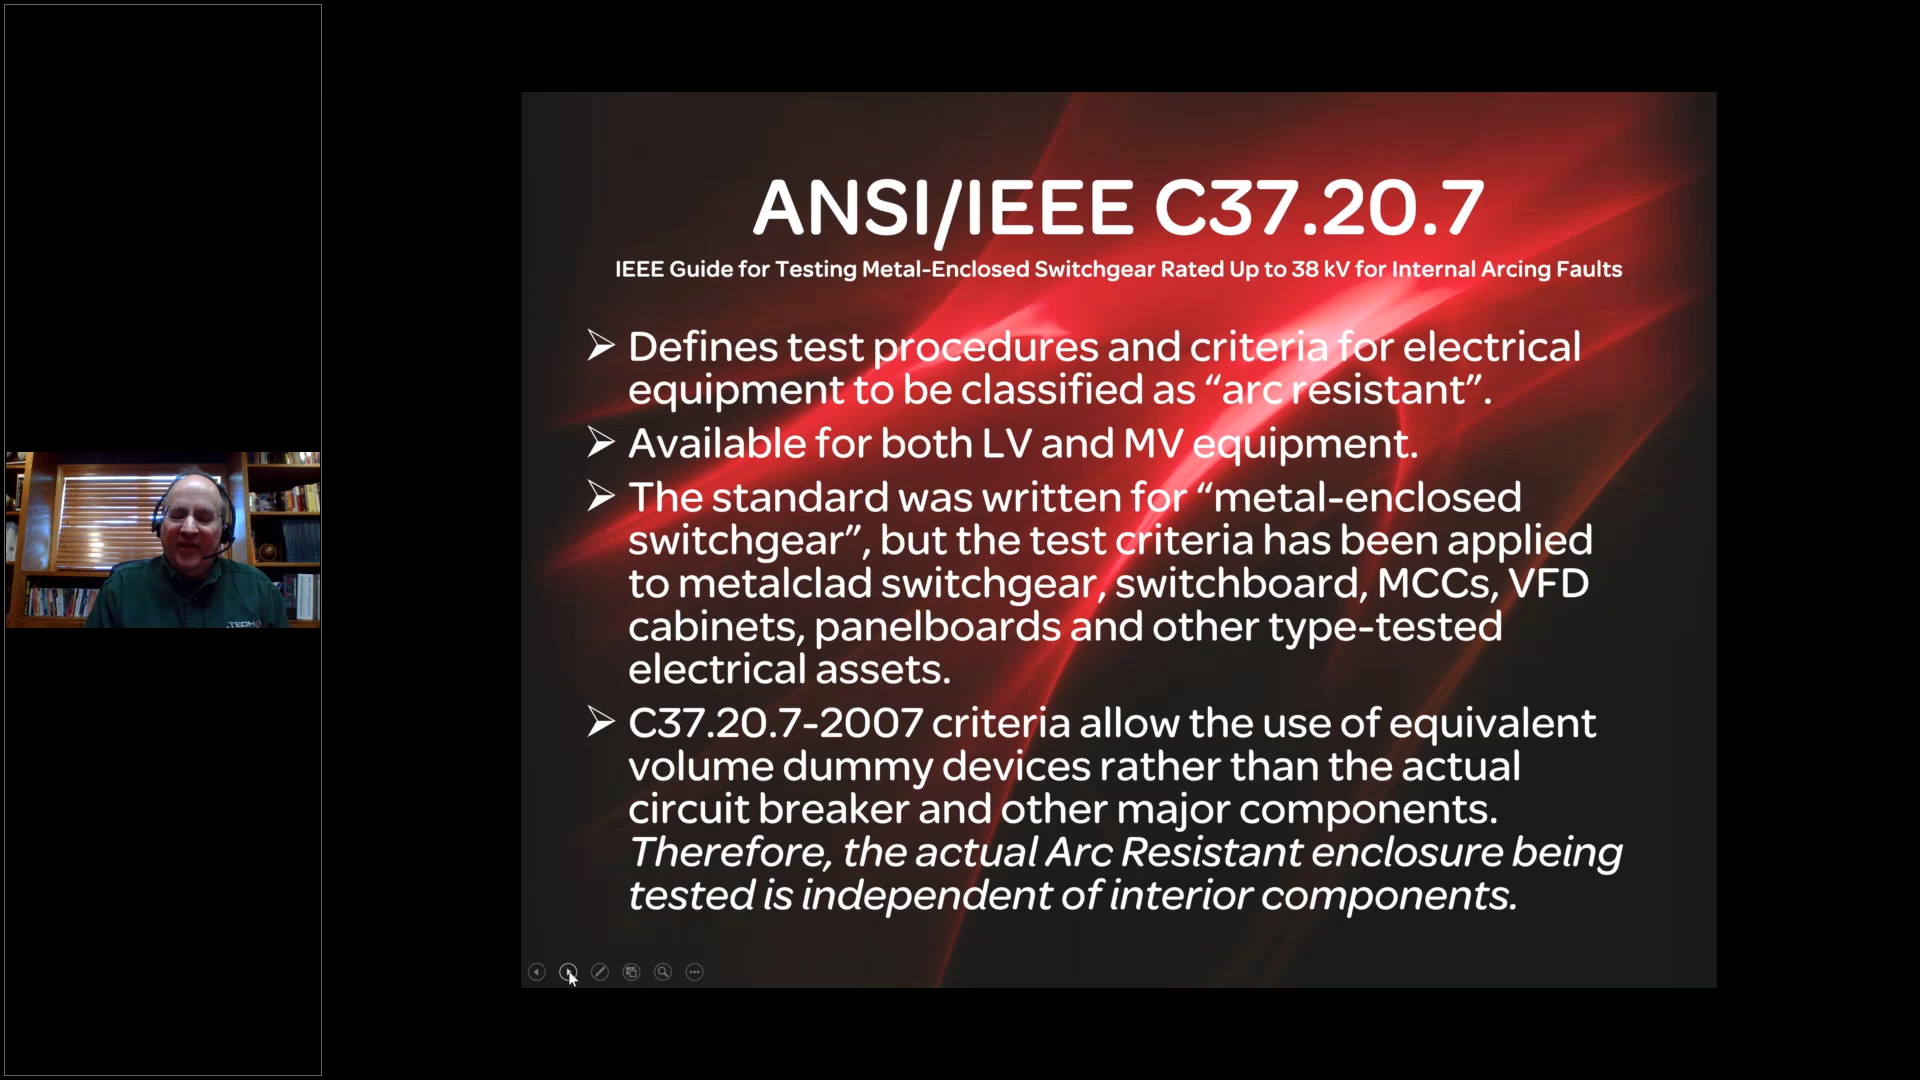 ANSI/IEEE C37.20.7
IEEE Guide for Testing Metal-Enclosed Switchgear Rated Up to 38 kV for Internal Arcing Faults
➢ Defines test procedures and criteria for electrical
equipment to be classified as “arc resistant”.
➢ Available for both LV and MV equipment.
➢ The standard was written for “metal-enclosed
switchgear”, but the test criteria has been applied
to metalclad switchgear, switchboard, MCCs, VFD
cabinets, panelboards and other type-tested
electrical assets.
➢ C37.20.7-2007 criteria allow the use of equivalent
volume dummy devices rather than the actual
circuit breaker and other major components.
Therefore, the actual Arc Resistant enclosure being
tested is independent of interior components.